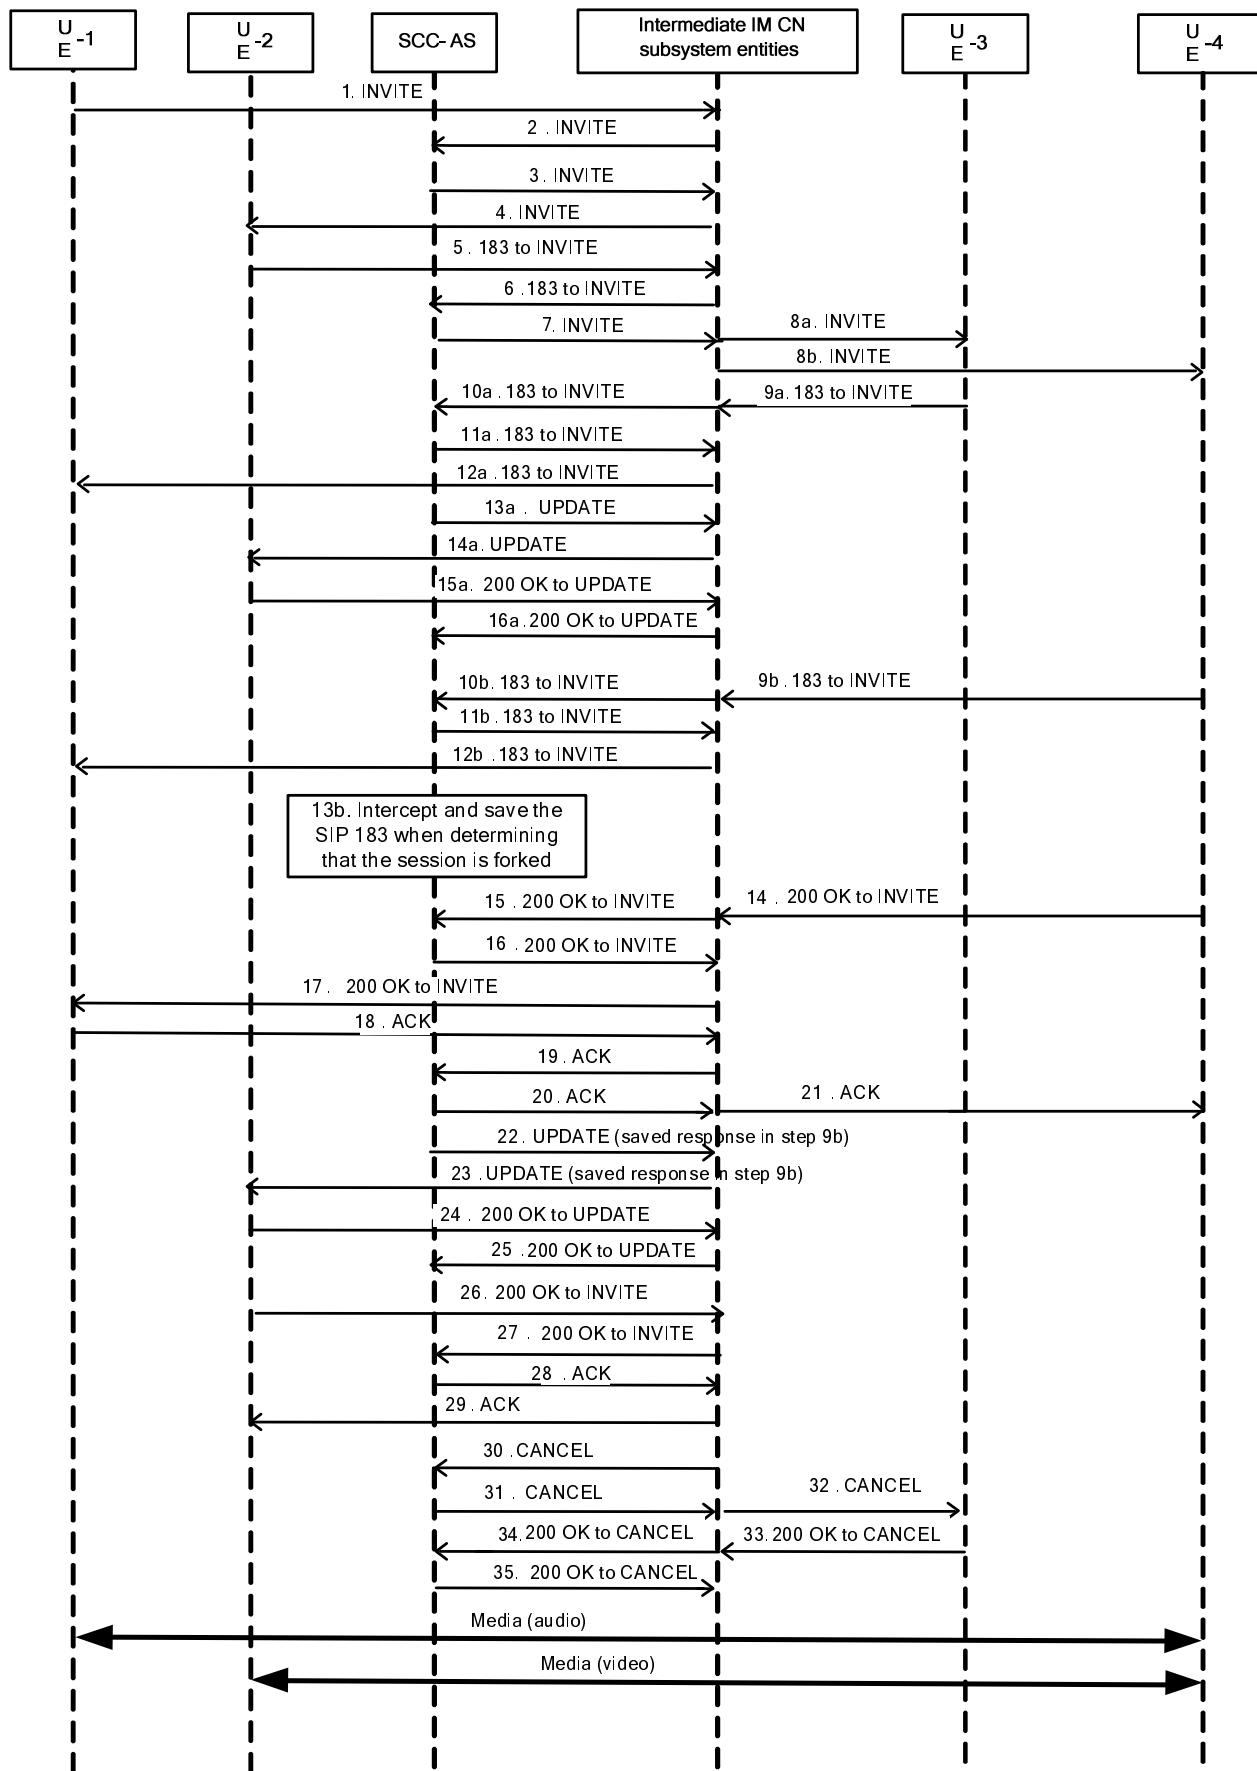 U
E -1
U
E -2
SCC- AS
Intermediate IM CN
subsystem entities
U
E -3
U
E -4
1. INVITE
2 . INVITE
3. INVITE
4. INVITE
5 . 183 to INVITE
6 .183 to INVITE
7. INVITE
8a. INVITE
8b. INVITE
10a . 183 to INVITE
9a. 183 to INVITE
11a . 183 to INVITE
12a . 183 to INVITE
13a . UPDATE
14a. UPDATE
15a. 200 OK to UPDATE
16a . 200 OK to UPDATE
10b. 183 to INVITE
9b . 183 to INVITE
11b . 183 to INVITE
12b . 183 to INVITE
13b. Intercept and save the
SIP 183 when determining
that the session is forked
15 . 200 OK to INVITE
14 . 200 OK to INVITE
16 . 200 OK to INVITE
17 . 200 OK to INVITE
18 . ACK
19 . ACK
20 . ACK
21 . ACK
22. UPDATE (saved response in step 9b)
23 . UPDATE (saved response in step 9b)
24 . 200 OK to UPDATE
25 . 200 OK to UPDATE
26. 200 OK to INVITE
27 . 200 OK to INVITE
28 . ACK
29 . ACK
30 . CANCEL
31 . CANCEL
32 . CANCEL
34. 200 OK to CANCEL
33. 200 OK to CANCEL
35. 200 OK to CANCEL
Media (audio)
Media (video)